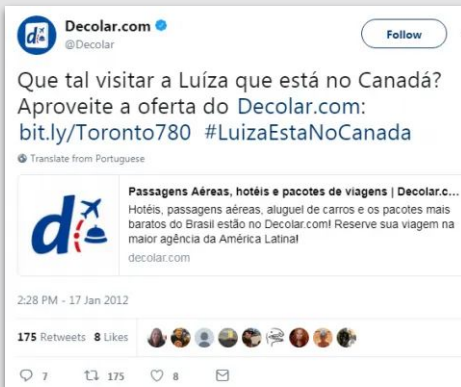 Decolar.com
@Decolar
Follow
Que tal visitar a Luíza que está no Canadá?
Aproveite a oferta do Decolar.com:
bit.ly/Toronto780 #LuizaEstaNoCanada
Translate from Portuguese
d
Passagens Aéreas, hotéis e pacotes de viagens | Decolar.c...
Hotéis, passagens aéreas, aluguel de carros e os pacotes mais
baratos do Brasil estão no Decolar.com! Reserve sua viagem na
maior agência da América Latina!
decolar.com
2:28 PM - 17 Jan 2012
175 Retweets 8 Likes
7 175 8